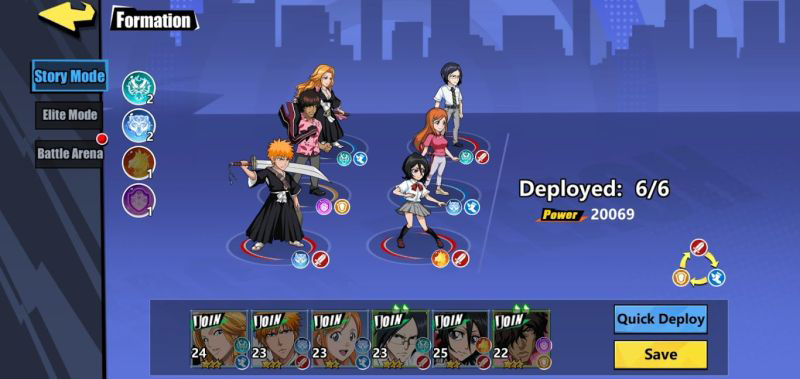 Formation
Story Mode
Elite Mode
Battle Arena
2
2
1
1
Deployed: 6/6
Power 20069
JOIN JOIN JOIN JOIN JOIN JOIN
24 23 23 23 25 22
Quick Deploy
Save